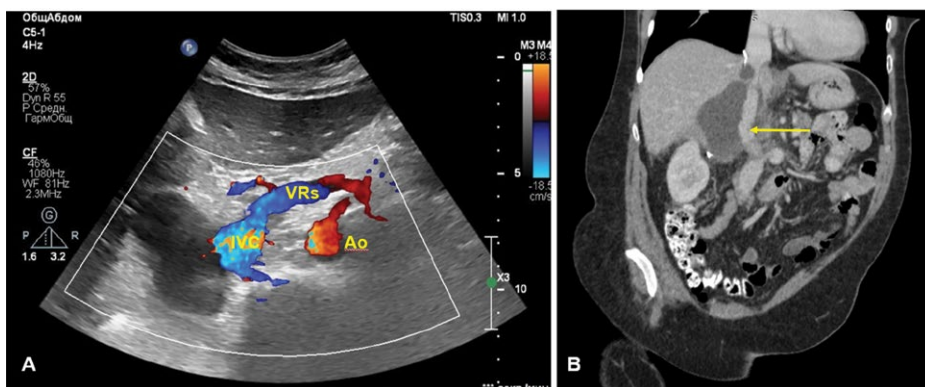 ОбщАбдом
C5-1
4Hz
TIS0.3 MI 1.0
P
2D
57%
Dyn R 55
P Средн.
ГармОбщ
CF
46%
1080Hz
WF 81Hz
2.3MHz
G
P R
1.6 3.2
M3 M4
+18.5
-18.5
cm/s
0
5
10
X3
VRs
IVC
Ao
A
B